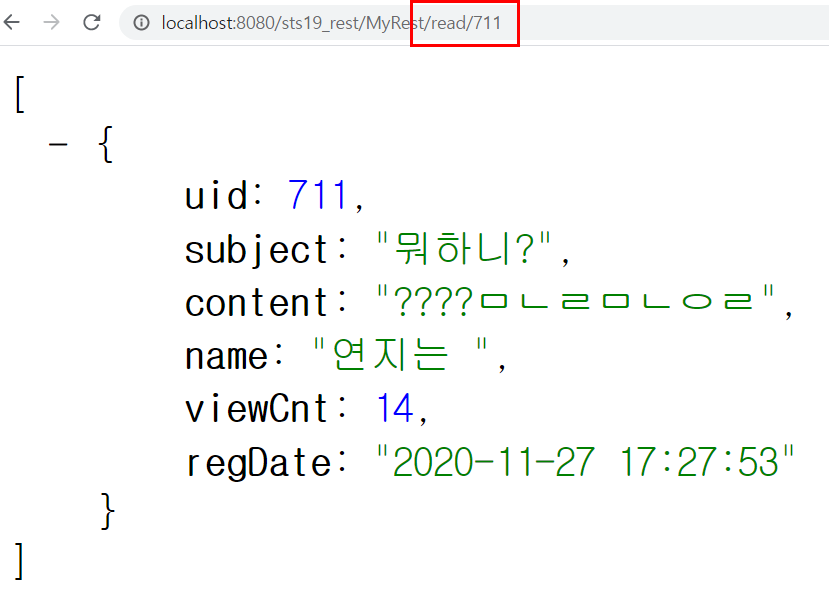 localhost:8080/sts19_rest/MyRest/read/711
[
- {
uid: 711,
subject: "뭐하니?",
content: "????ㅁㄴㄹㅁㄴㅇㄹ",
name: "연지는 ",
viewCnt: 14,
regDate: "2020-11-27 17:27:53"
}
]